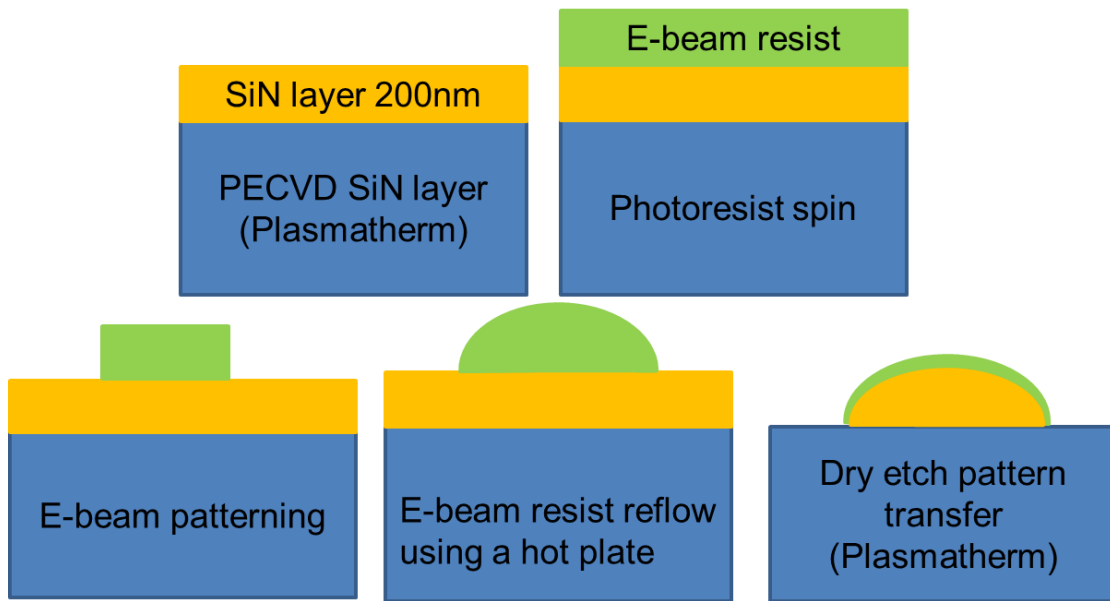 E-beam resist
SiN layer 200nm
PECVD SiN layer
(Plasmatherm)
Photoresist spin
E-beam patterning
E-beam resist reflow
using a hot plate
Dry etch pattern
transfer
(Plasmatherm)